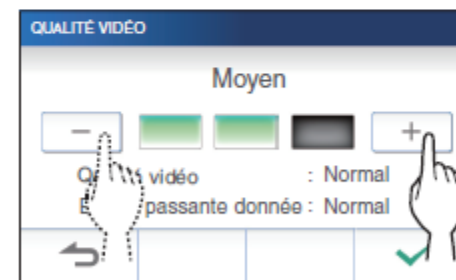 QUALITÉ VIDÉO
Moyen
− +
vidéo : Normal
passante donnée : Normal